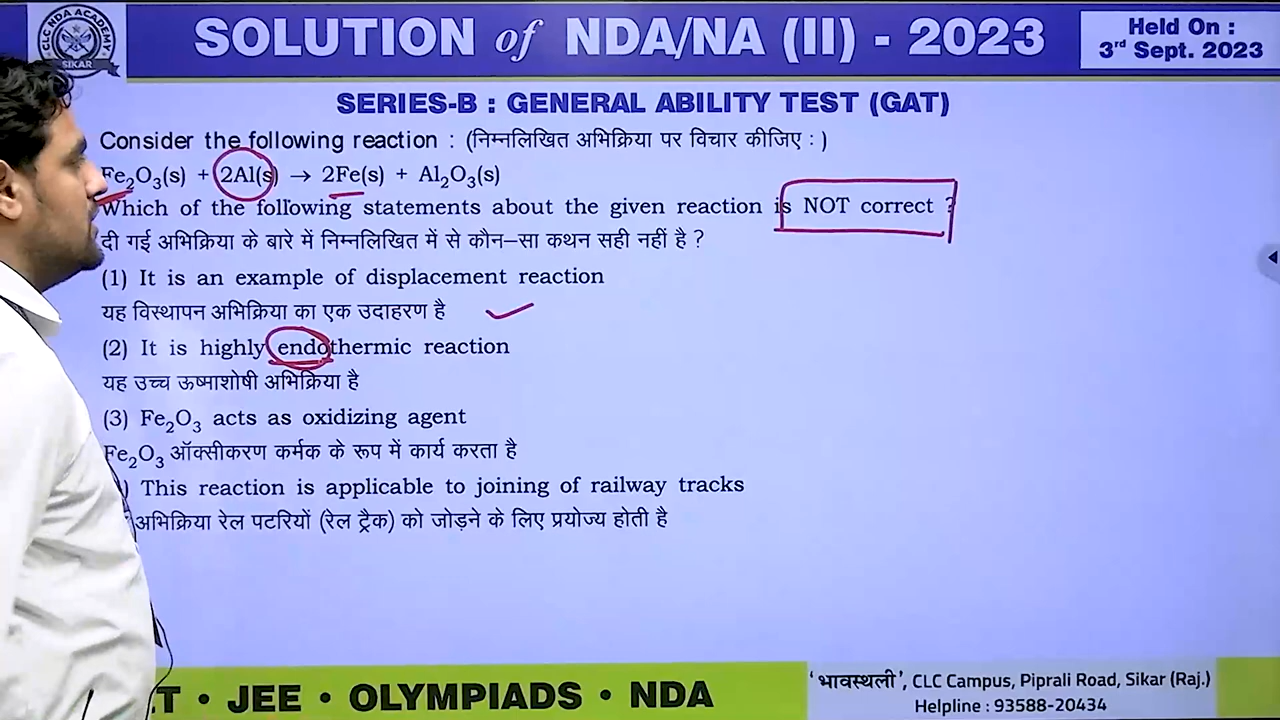 CLC NDA ACADEMY
SIKAR
SOLUTION of NDA/NA (II) - 2023
Held On :
3rd Sept. 2023
SERIES-B : GENERAL ABILITY TEST (GAT)
Consider the following reaction : (निम्नलिखित अभिक्रिया पर विचार कीजिए : )
Fe₂O₃(s) + 2Al(s) → 2Fe(s) + Al₂O₃(s)
Which of the following statements about the given reaction is NOT correct ?
दी गई अभिक्रिया के बारे में निम्नलिखित में से कौन–सा कथन सही नहीं है ?
(1) It is an example of displacement reaction
यह विस्थापन अभिक्रिया का एक उदाहरण है
(2) It is highly endothermic reaction
यह उच्च ऊष्माशोषी अभिक्रिया है
(3) Fe₂O₃ acts as oxidizing agent
Fe₂O₃ ऑक्सीकरण कर्मक के रूप में कार्य करता है
) This reaction is applicable to joining of railway tracks
अभिक्रिया रेल पटरियों (रेल ट्रैक) को जोड़ने के लिए प्रयोज्य होती है
T • JEE • OLYMPIADS • NDA
'भावस्थली', CLC Campus, Piprali Road, Sikar (Raj.)
Helpline : 93588-20434